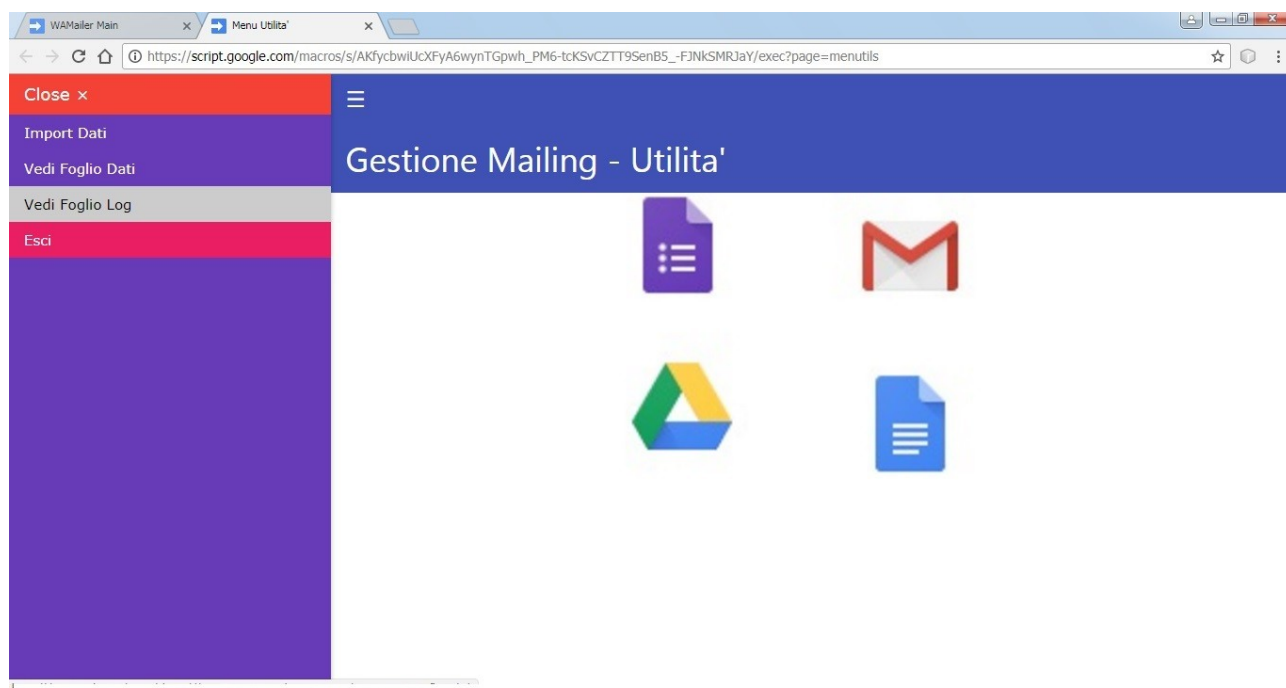 WAMailer Main
Menu Utilita'
https://script.google.com/macros/s/AKfycbwiUcXFyA6wynTGpwh_PM6-tcKSvCZTT9SenB5_-FJNkSMRJaY/exec?page=menutils
Close ×
Import Dati
Vedi Foglio Dati
Vedi Foglio Log
Esci
Gestione Mailing - Utilita'